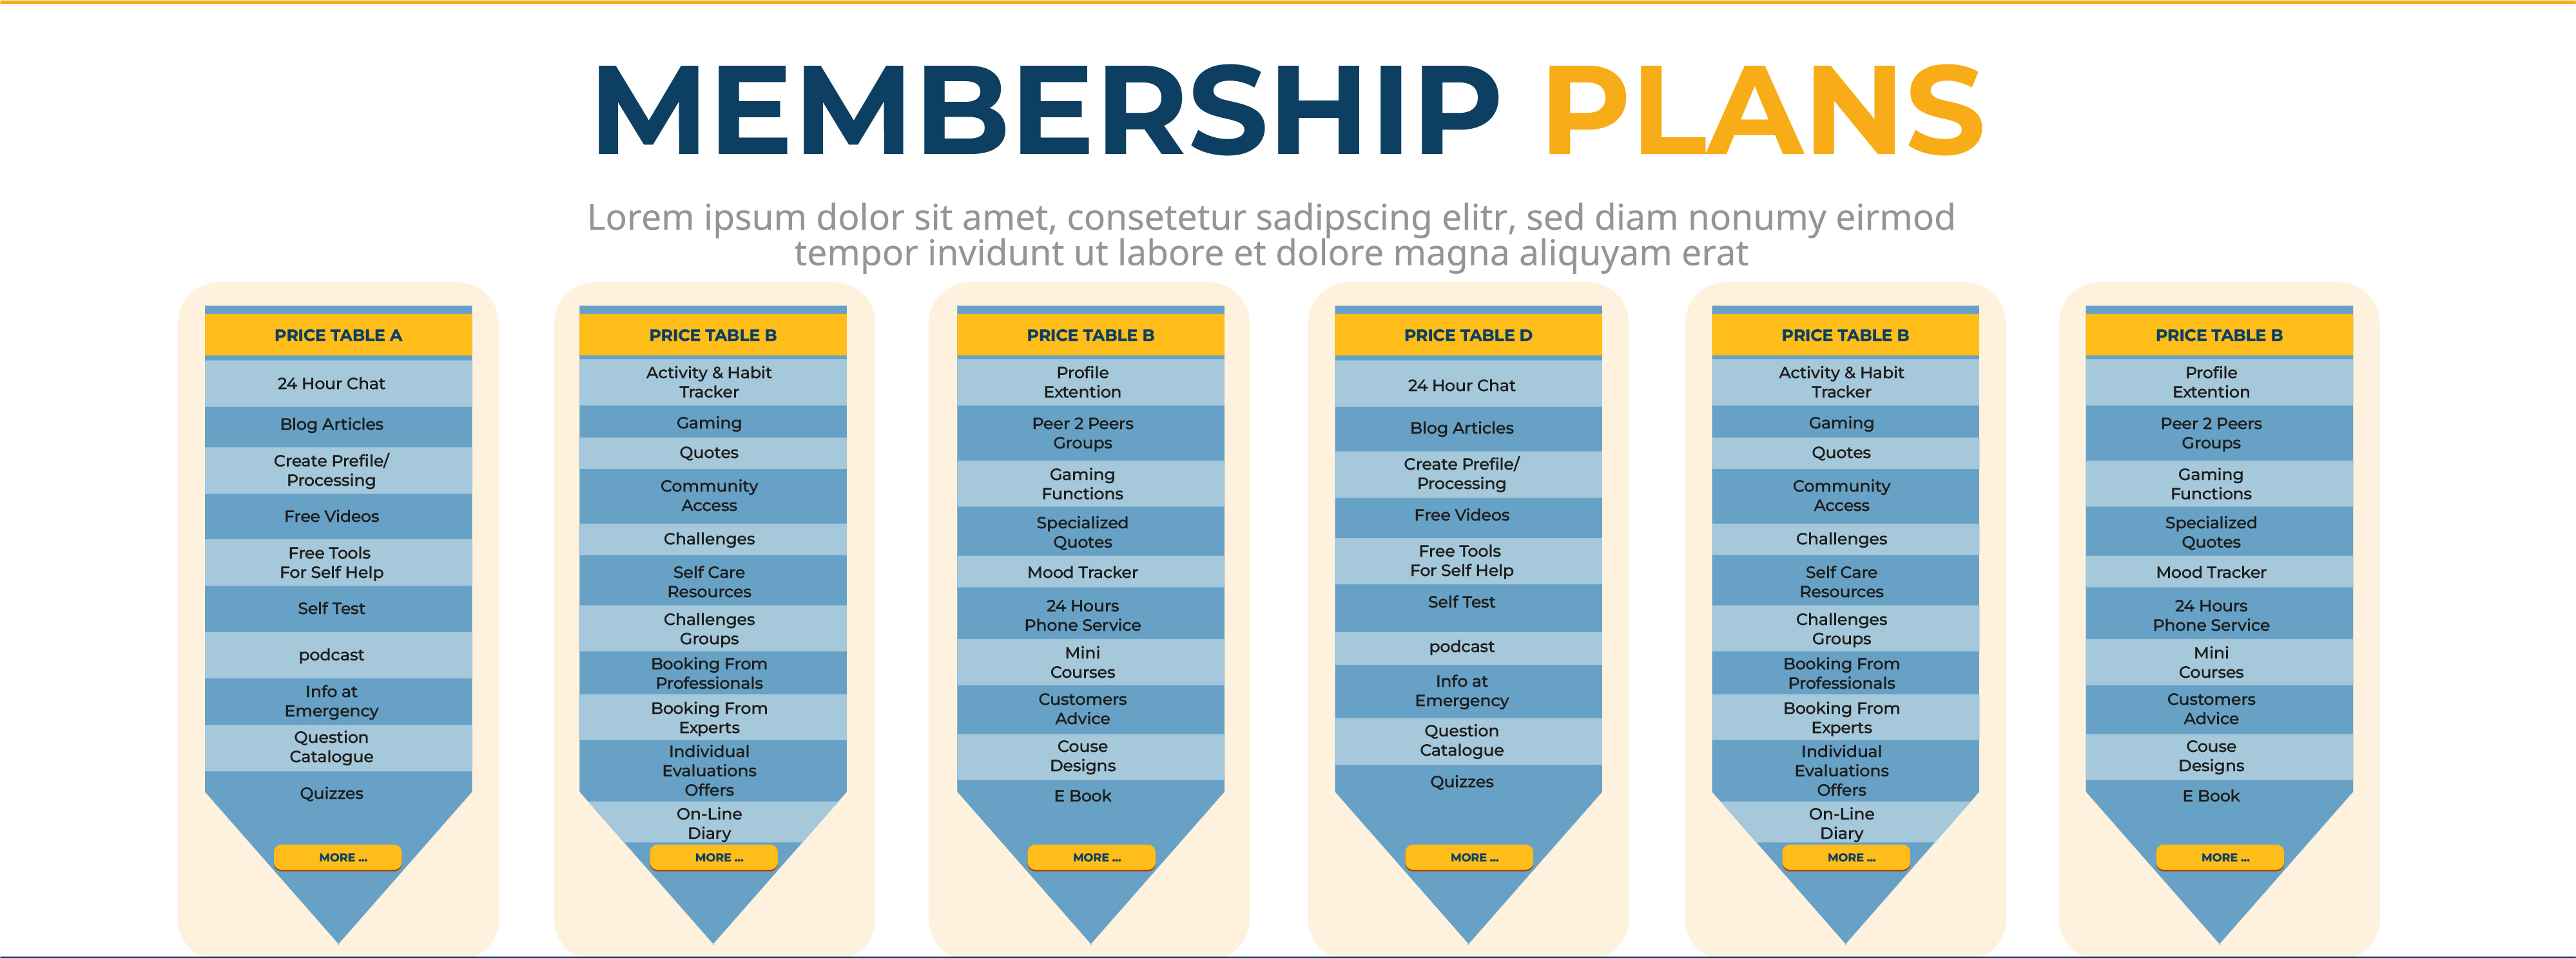 MEMBERSHIP PLANS
Lorem ipsum dolor sit amet, consetetur sadipscing elitr, sed diam nonumy eirmod
tempor invidunt ut labore et dolore magna aliquyam erat
PRICE TABLE A
24 Hour Chat
Blog Articles
Create Prefile/
Processing
Free Videos
Free Tools
For Self Help
Self Test
podcast
Info at
Emergency
Question
Catalogue
Quizzes
MORE ...
PRICE TABLE B
Activity & Habit
Tracker
Gaming
Quotes
Community
Access
Challenges
Self Care
Resources
Challenges
Groups
Booking From
Professionals
Booking From
Experts
Individual
Evaluations
Offers
On-Line
Diary
MORE ...
PRICE TABLE B
Profile
Extention
Peer 2 Peers
Groups
Gaming
Functions
Specialized
Quotes
Mood Tracker
24 Hours
Phone Service
Mini
Courses
Customers
Advice
Couse
Designs
E Book
MORE ...
PRICE TABLE D
24 Hour Chat
Blog Articles
Create Prefile/
Processing
Free Videos
Free Tools
For Self Help
Self Test
podcast
Info at
Emergency
Question
Catalogue
Quizzes
MORE ...
PRICE TABLE B
Activity & Habit
Tracker
Gaming
Quotes
Community
Access
Challenges
Self Care
Resources
Challenges
Groups
Booking From
Professionals
Booking From
Experts
Individual
Evaluations
Offers
On-Line
Diary
MORE ...
PRICE TABLE B
Profile
Extention
Peer 2 Peers
Groups
Gaming
Functions
Specialized
Quotes
Mood Tracker
24 Hours
Phone Service
Mini
Courses
Customers
Advice
Couse
Designs
E Book
MORE ...